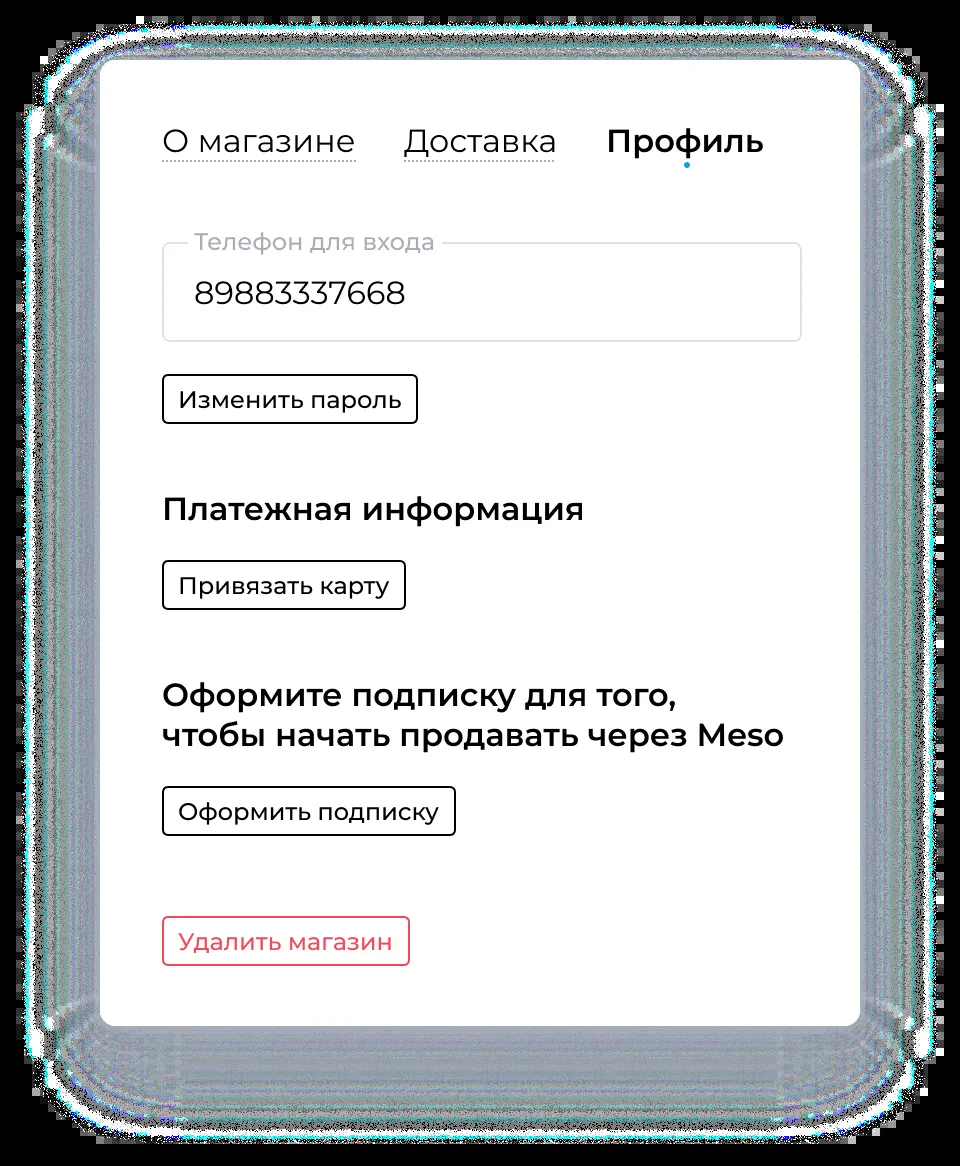 О магазине Доставка Профиль
Телефон для входа
89883337668
Изменить пароль
Платежная информация
Привязать карту
Оформите подписку для того,
чтобы начать продавать через Meso
Оформить подписку
Удалить магазин